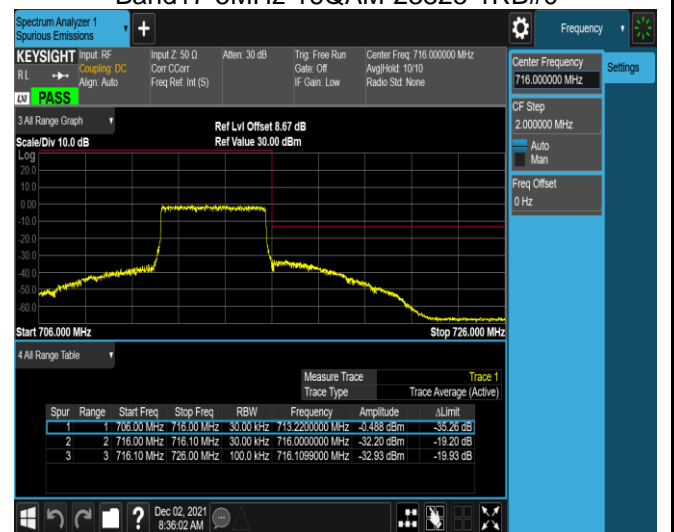 Spectrum Analyzer 1
Spurious Emissions
Frequency
KEYSIGHT Input: RF Input Z: 50 Ω Atten: 30 dB Trig: Free Run Center Freq: 716.000000 MHz
RL Coupling: DC Corr CCorr Gate: Off Avg|Hold: 10/10
Align: Auto Freq Ref: Int (S) IF Gain: Low Radio Std: None
LXI PASS
Center Frequency
716.000000 MHz
Settings
CF Step
2.000000 MHz
Auto
Man
Freq Offset
0 Hz
3 All Range Graph
Ref Lvl Offset 8.67 dB
Scale/Div 10.0 dB Ref Value 30.00 dBm
Log
20.0
10.0
0.00
-10.0
-20.0
-30.0
-40.0
-50.0
-60.0
Start 706.000 MHz Stop 726.000 MHz
4 All Range Table
Measure Trace Trace 1
Trace Type Trace Average (Active)
Spur Range Start Freq Stop Freq RBW Frequency Amplitude ΔLimit
1 1 706.00 MHz 716.00 MHz 30.00 kHz 713.2200000 MHz -0.488 dBm -35.26 dB
2 2 716.00 MHz 716.10 MHz 30.00 kHz 716.0000000 MHz -32.20 dBm -19.20 dB
3 3 716.10 MHz 726.00 MHz 100.0 kHz 716.1099000 MHz -32.93 dBm -19.93 dB
Dec 02, 2021
8:36:02 AM